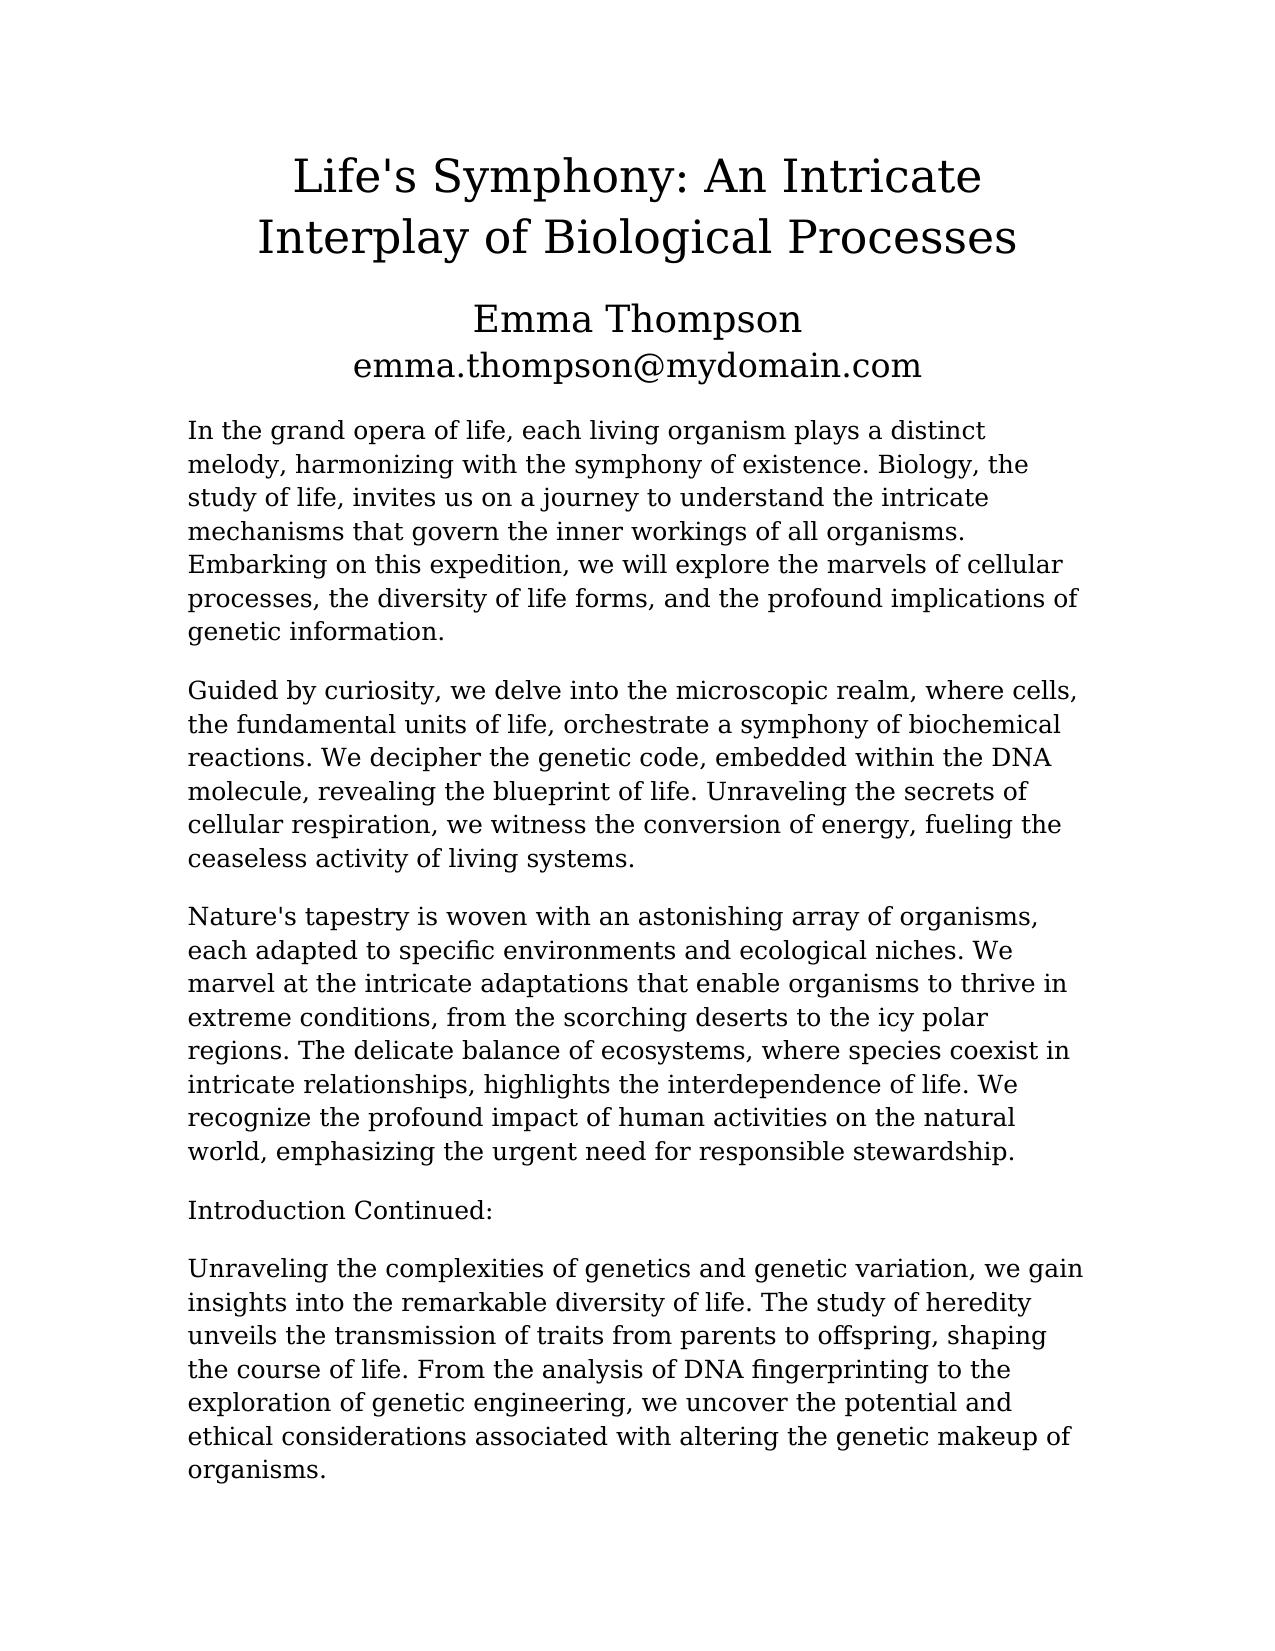 Life's Symphony: An Intricate
Interplay of Biological Processes
Emma Thompson
emma.thompson@mydomain.com
In the grand opera of life, each living organism plays a distinct
melody, harmonizing with the symphony of existence. Biology, the
study of life, invites us on a journey to understand the intricate
mechanisms that govern the inner workings of all organisms.
Embarking on this expedition, we will explore the marvels of cellular
processes, the diversity of life forms, and the profound implications of
genetic information.
Guided by curiosity, we delve into the microscopic realm, where cells,
the fundamental units of life, orchestrate a symphony of biochemical
reactions. We decipher the genetic code, embedded within the DNA
molecule, revealing the blueprint of life. Unraveling the secrets of
cellular respiration, we witness the conversion of energy, fueling the
ceaseless activity of living systems.
Nature's tapestry is woven with an astonishing array of organisms,
each adapted to specific environments and ecological niches. We
marvel at the intricate adaptations that enable organisms to thrive in
extreme conditions, from the scorching deserts to the icy polar
regions. The delicate balance of ecosystems, where species coexist in
intricate relationships, highlights the interdependence of life. We
recognize the profound impact of human activities on the natural
world, emphasizing the urgent need for responsible stewardship.
Introduction Continued:
Unraveling the complexities of genetics and genetic variation, we gain
insights into the remarkable diversity of life. The study of heredity
unveils the transmission of traits from parents to offspring, shaping
the course of life. From the analysis of DNA fingerprinting to the
exploration of genetic engineering, we uncover the potential and
ethical considerations associated with altering the genetic makeup of
organisms.